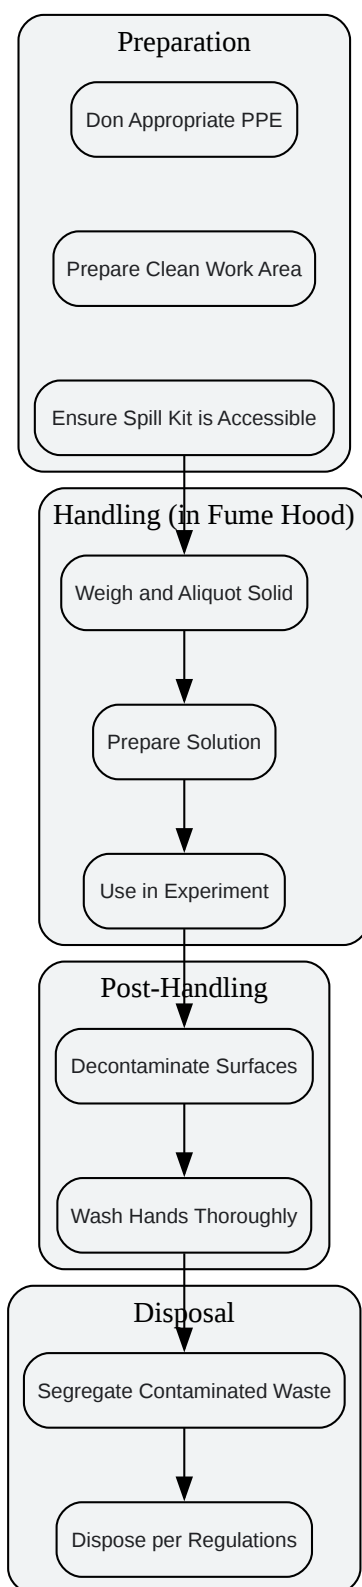 Preparation
Don Appropriate PPE
Prepare Clean Work Area
Ensure Spill Kit is Accessible
Handling (in Fume Hood)
Weigh and Aliquot Solid
Prepare Solution
Use in Experiment
Post-Handling
Decontaminate Surfaces
Wash Hands Thoroughly
Disposal
Segregate Contaminated Waste
Dispose per Regulations